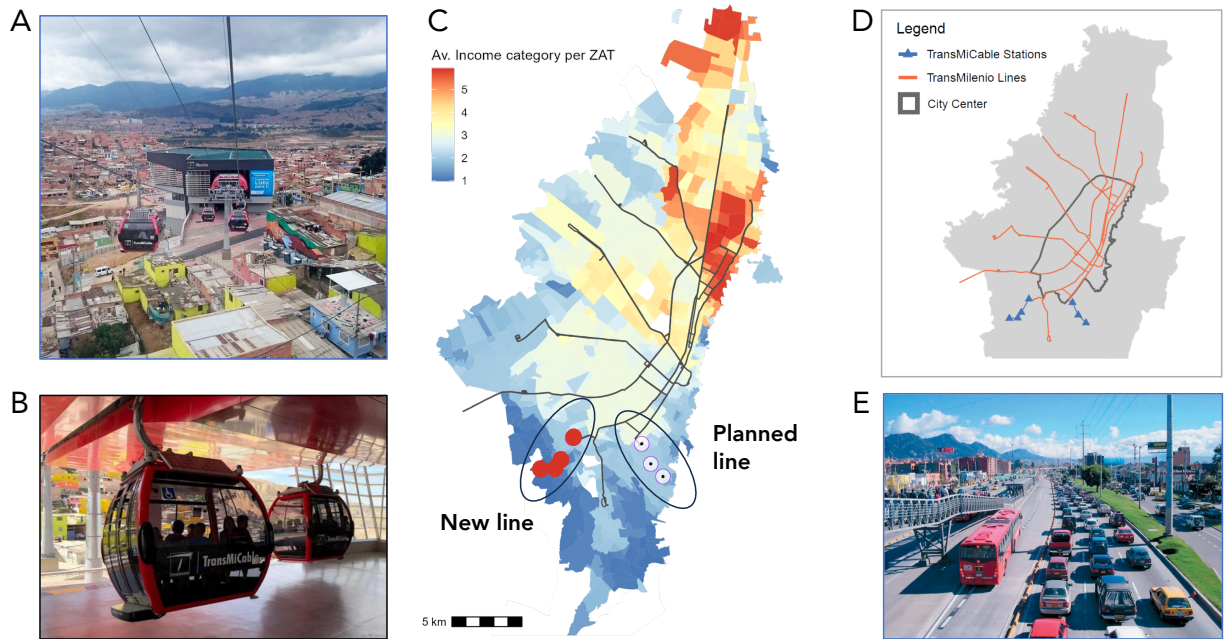 A
B
C
Av. Income category per ZAT
5
4
3
2
1
New line
Planned
line
5 km
D
Legend
TransMiCable Stations
TransMilenio Lines
City Center
E
TransMiCable
TransMiCable